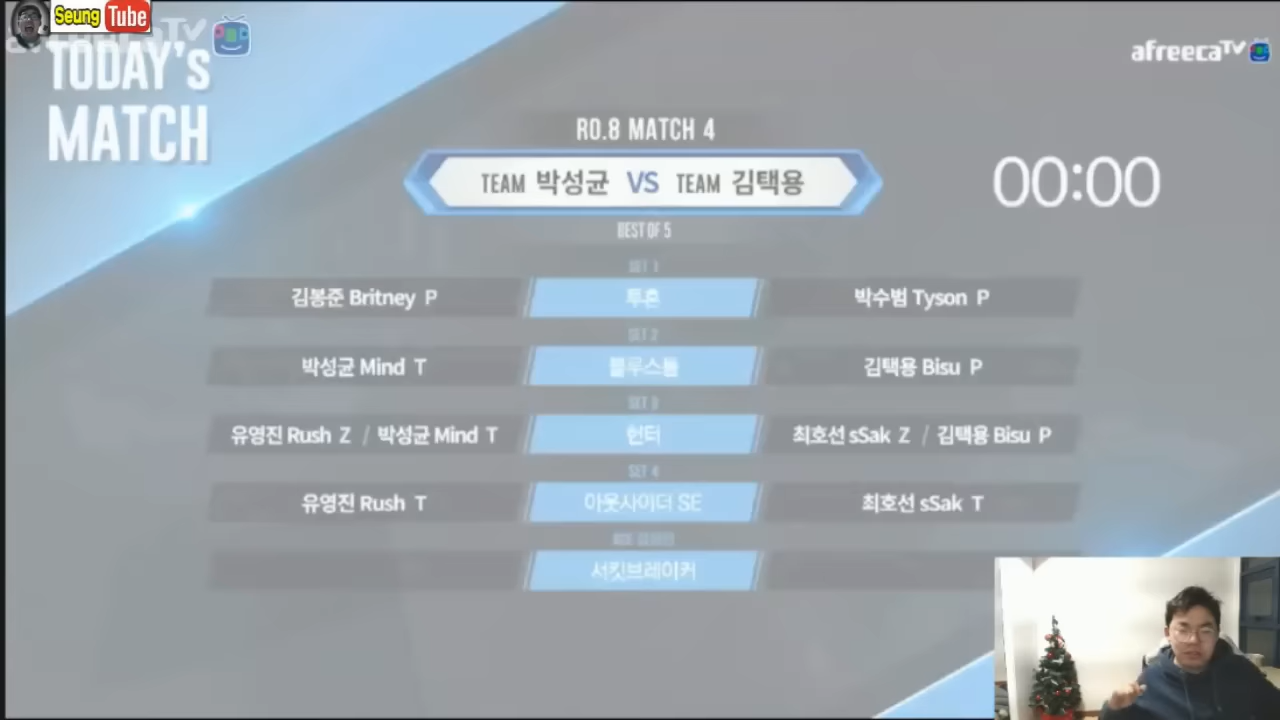 Seung Tube
afreecaTV
TODAY's
MATCH
afreecaTV
RO.8 MATCH 4
TEAM 박성균 VS TEAM 김택용
00:00
BEST OF 5
SET 1
김봉준 Britney P 투혼 박수범 Tyson P
SET 2
박성균 Mind T 블루스톰 김택용 Bisu P
SET 3
유영진 Rush Z / 박성균 Mind T 헌터 최호선 sSak Z / 김택용 Bisu P
SET 4
유영진 Rush T 아웃사이더 SE 최호선 sSak T
서킷브레이커